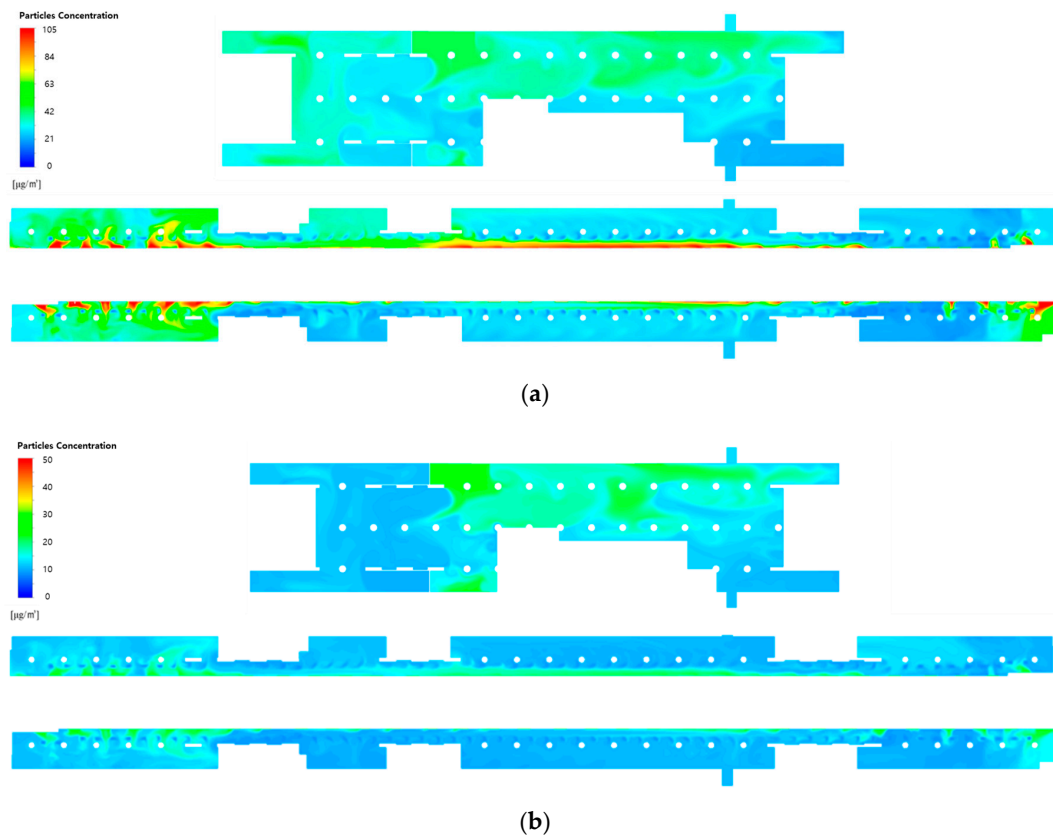 Particles Concentration
105
84
63
42
21
0
[μg/㎥]
(a)
Particles Concentration
50
40
30
20
10
0
[μg/㎥]
(b)